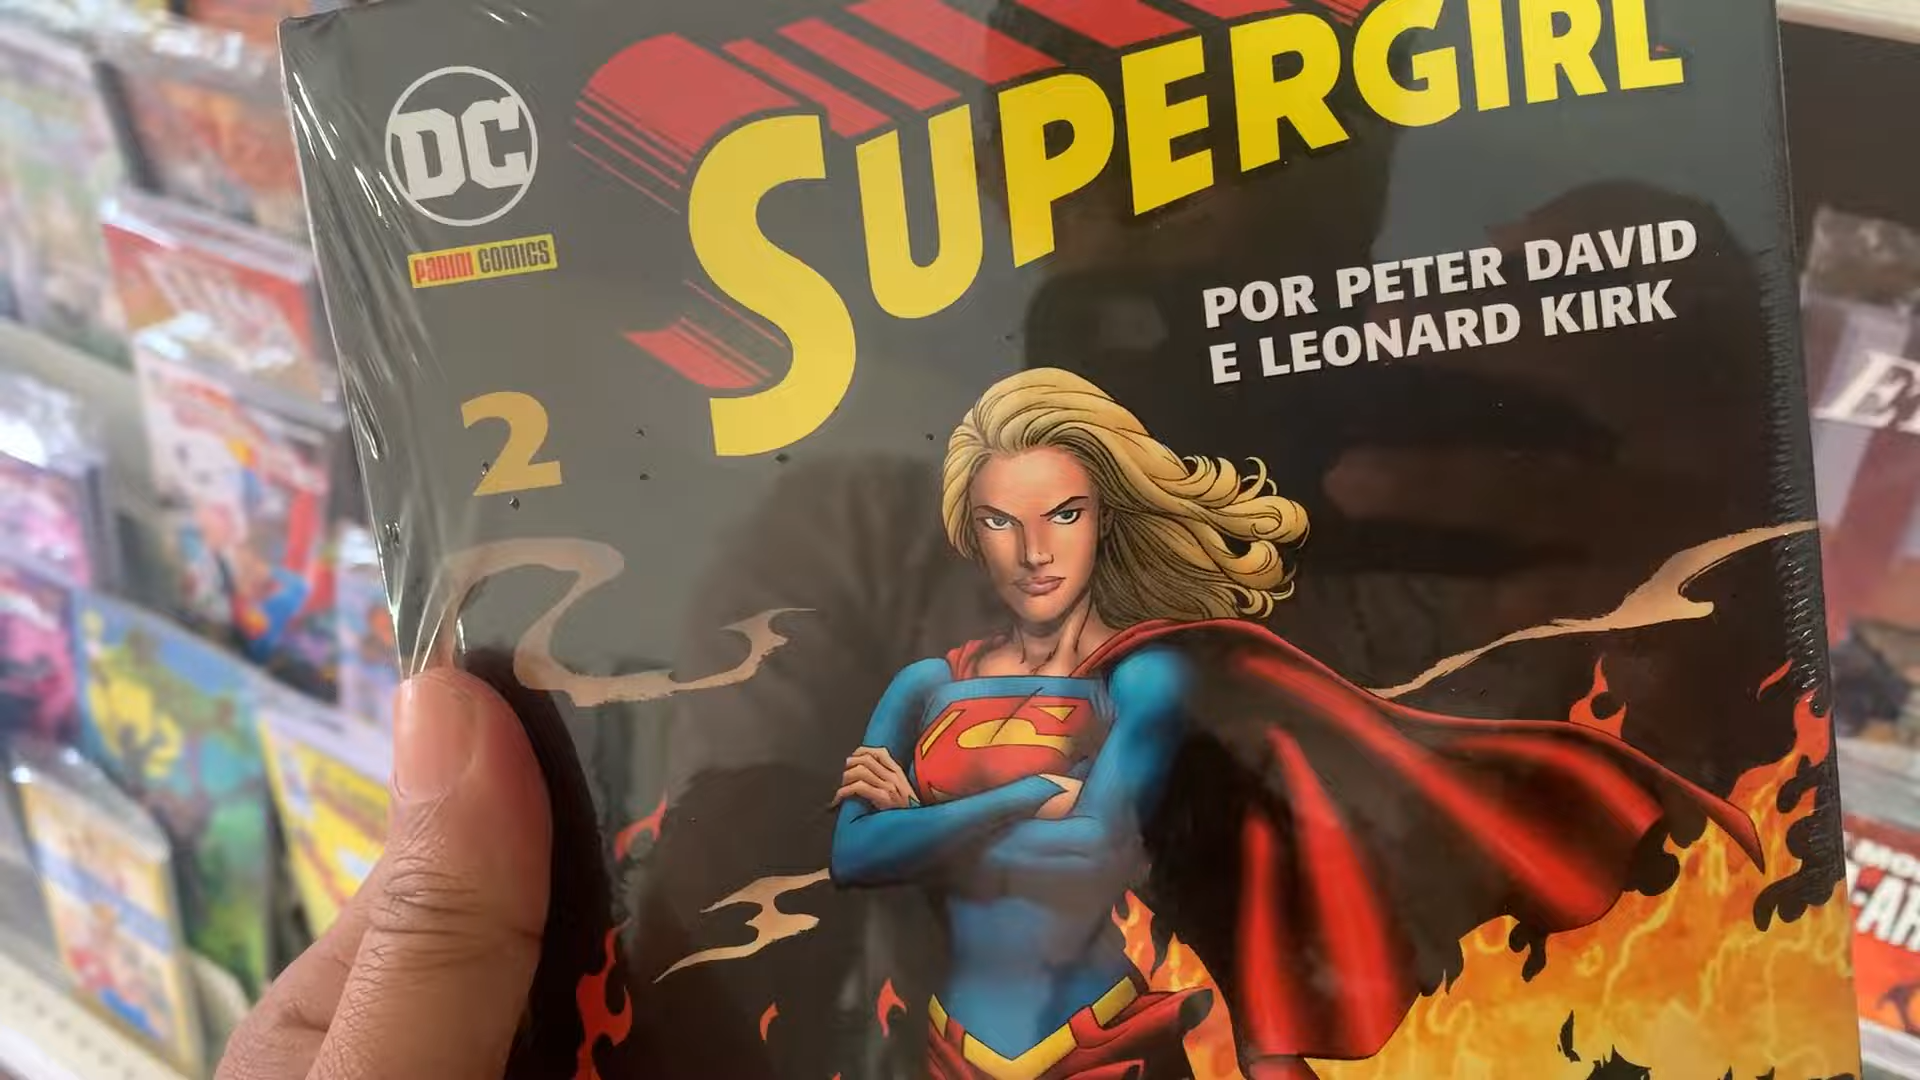 DC
PANINI COMICS
SUPERGIRL
POR PETER DAVID
E LEONARD KIRK
2